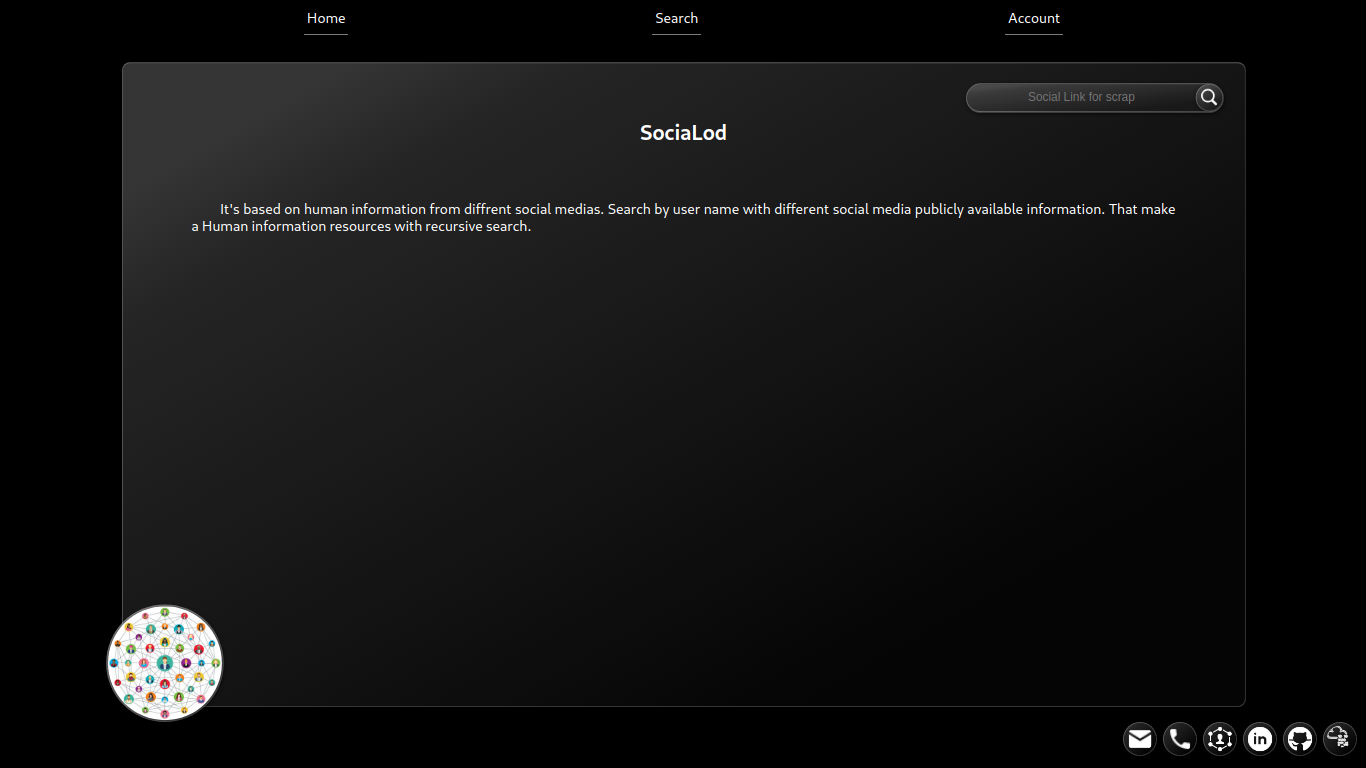 Home
Search
Account
Social Link for scrap
SociaLod
It's based on human information from diffrent social medias. Search by user name with different social media publicly available information. That make
a Human information resources with recursive search.
in